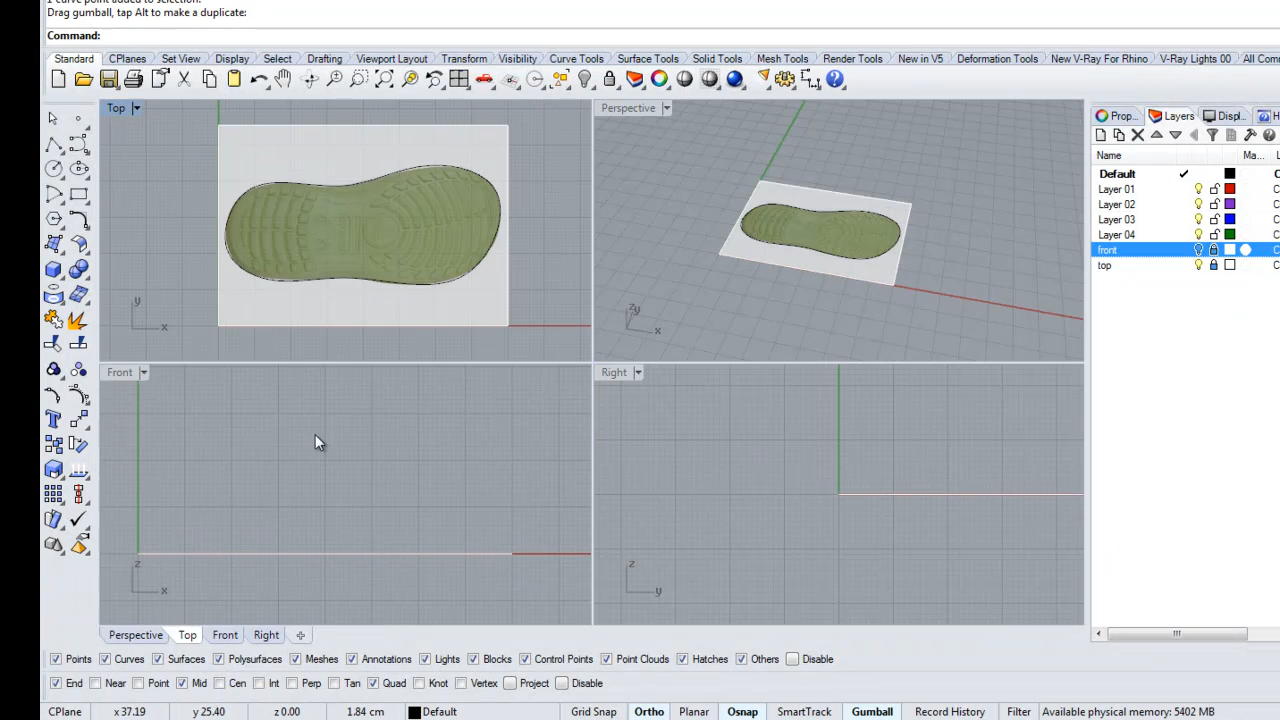 Drag gumball, tap Alt to make a duplicate:
Command:
Standard CPlanes Set View Display Select Drafting Viewport Layout Transform Visibility Curve Tools Surface Tools Solid Tools Mesh Tools Render Tools New in V5 Deformation Tools New V-Ray For Rhino V-Ray Lights 00 All Com
Top Perspective Prop... Layers Displ... H
Name Ma...
Default C
Layer 01 C
Layer 02 C
Layer 03 C
Layer 04 C
front C
top C
y
x
z y
x
Front Right
z
x
z
y
Perspective Top Front Right
Points Curves Surfaces Polysurfaces Meshes Annotations Lights Blocks Control Points Point Clouds Hatches Others Disable
End Near Point Mid Cen Int Perp Tan Quad Knot Vertex Project Disable
CPlane x 37.19 y 25.40 z 0.00 1.84 cm Default Grid Snap Ortho Planar Osnap SmartTrack Gumball Record History Filter Available physical memory: 5402 MB